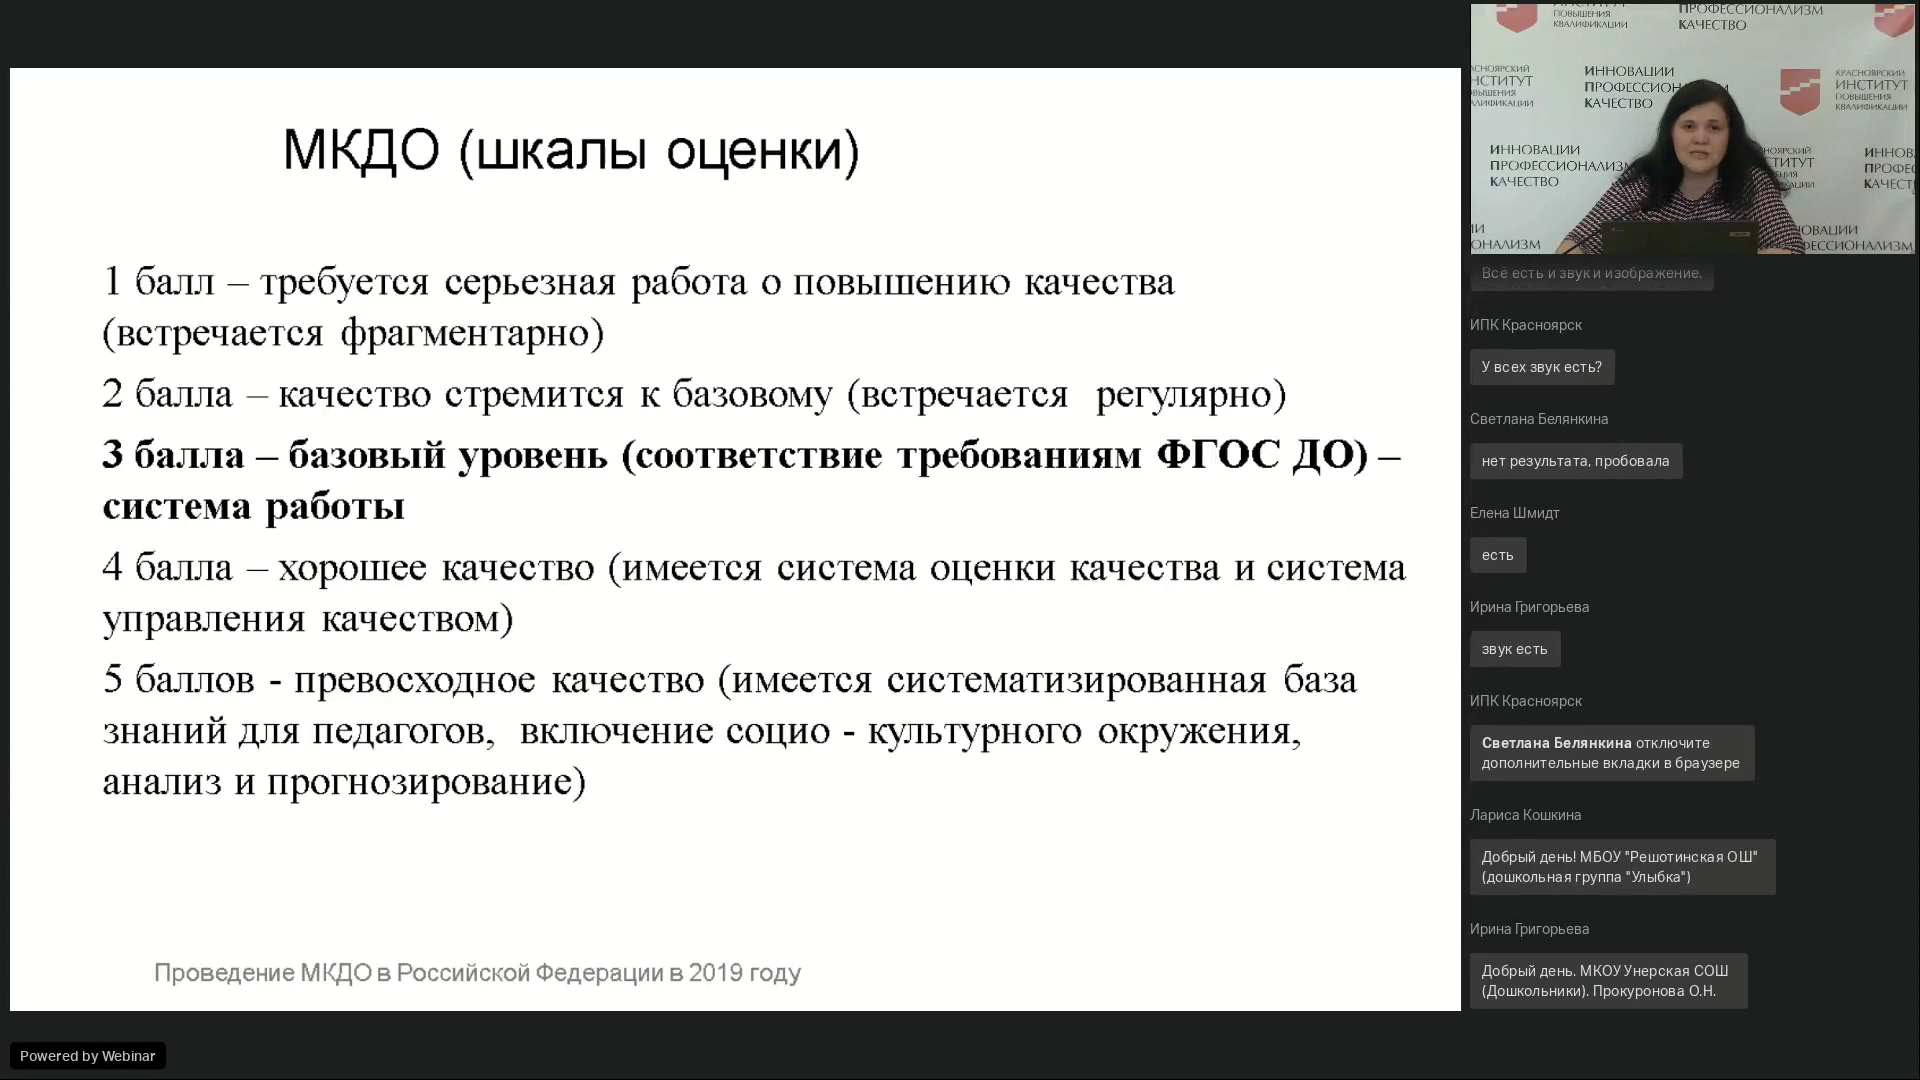 МКДО (шкалы оценки)
1 балл – требуется серьезная работа о повышению качества
(встречается фрагментарно)
2 балла – качество стремится к базовому (встречается регулярно)
3 балла – базовый уровень (соответствие требованиям ФГОС ДО) –
система работы
4 балла – хорошее качество (имеется система оценки качества и система
управления качеством)
5 баллов - превосходное качество (имеется систематизированная база
знаний для педагогов, включение социо - культурного окружения,
анализ и прогнозирование)
Проведение МКДО в Российской Федерации в 2019 году
Powered by Webinar
ПОВЫШЕНИЯ
КВАЛИФИКАЦИИ
ПРОФЕССИОНАЛИЗМ
КАЧЕСТВО
ИННОВАЦИИ
КАЧЕСТВО
КРАСНОЯРСКИЙ
ИНСТИТУТ
ПОВЫШЕНИЯ
КВАЛИФИКАЦИИ
ИННОВАЦИИ
ПРОФЕССИОНАЛИЗМ
КАЧЕСТВО
Всё есть и звук и изображение.
ИПК Красноярск
У всех звук есть?
Светлана Белянкина
нет результата, пробовала
Елена Шмидт
есть
Ирина Григорьева
звук есть
ИПК Красноярск
Светлана Белянкина отключите
дополнительные вкладки в браузере
Лариса Кошкина
Добрый день! МБОУ "Решотинская ОШ"
(дошкольная группа "Улыбка")
Ирина Григорьева
Добрый день. МКОУ Унерская СОШ
(Дошкольники). Прокуронова О.Н.